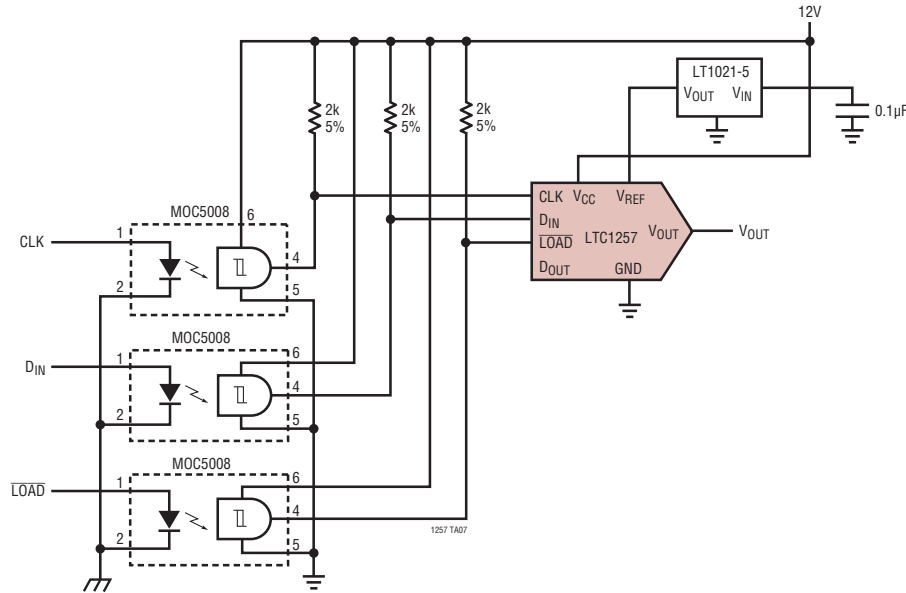 12V
LT1021-5
VOUT VIN
0.1µF
2k
5%
2k
5%
2k
5%
CLK VCC VREF
DIN
LOAD
LTC1257
VOUT
VOUT
DOUT
GND
MOC5008
6
CLK
1
4
2
5
MOC5008
DIN
1
6
4
2
5
MOC5008
LOAD
1
6
4
2
5
1257 TA07